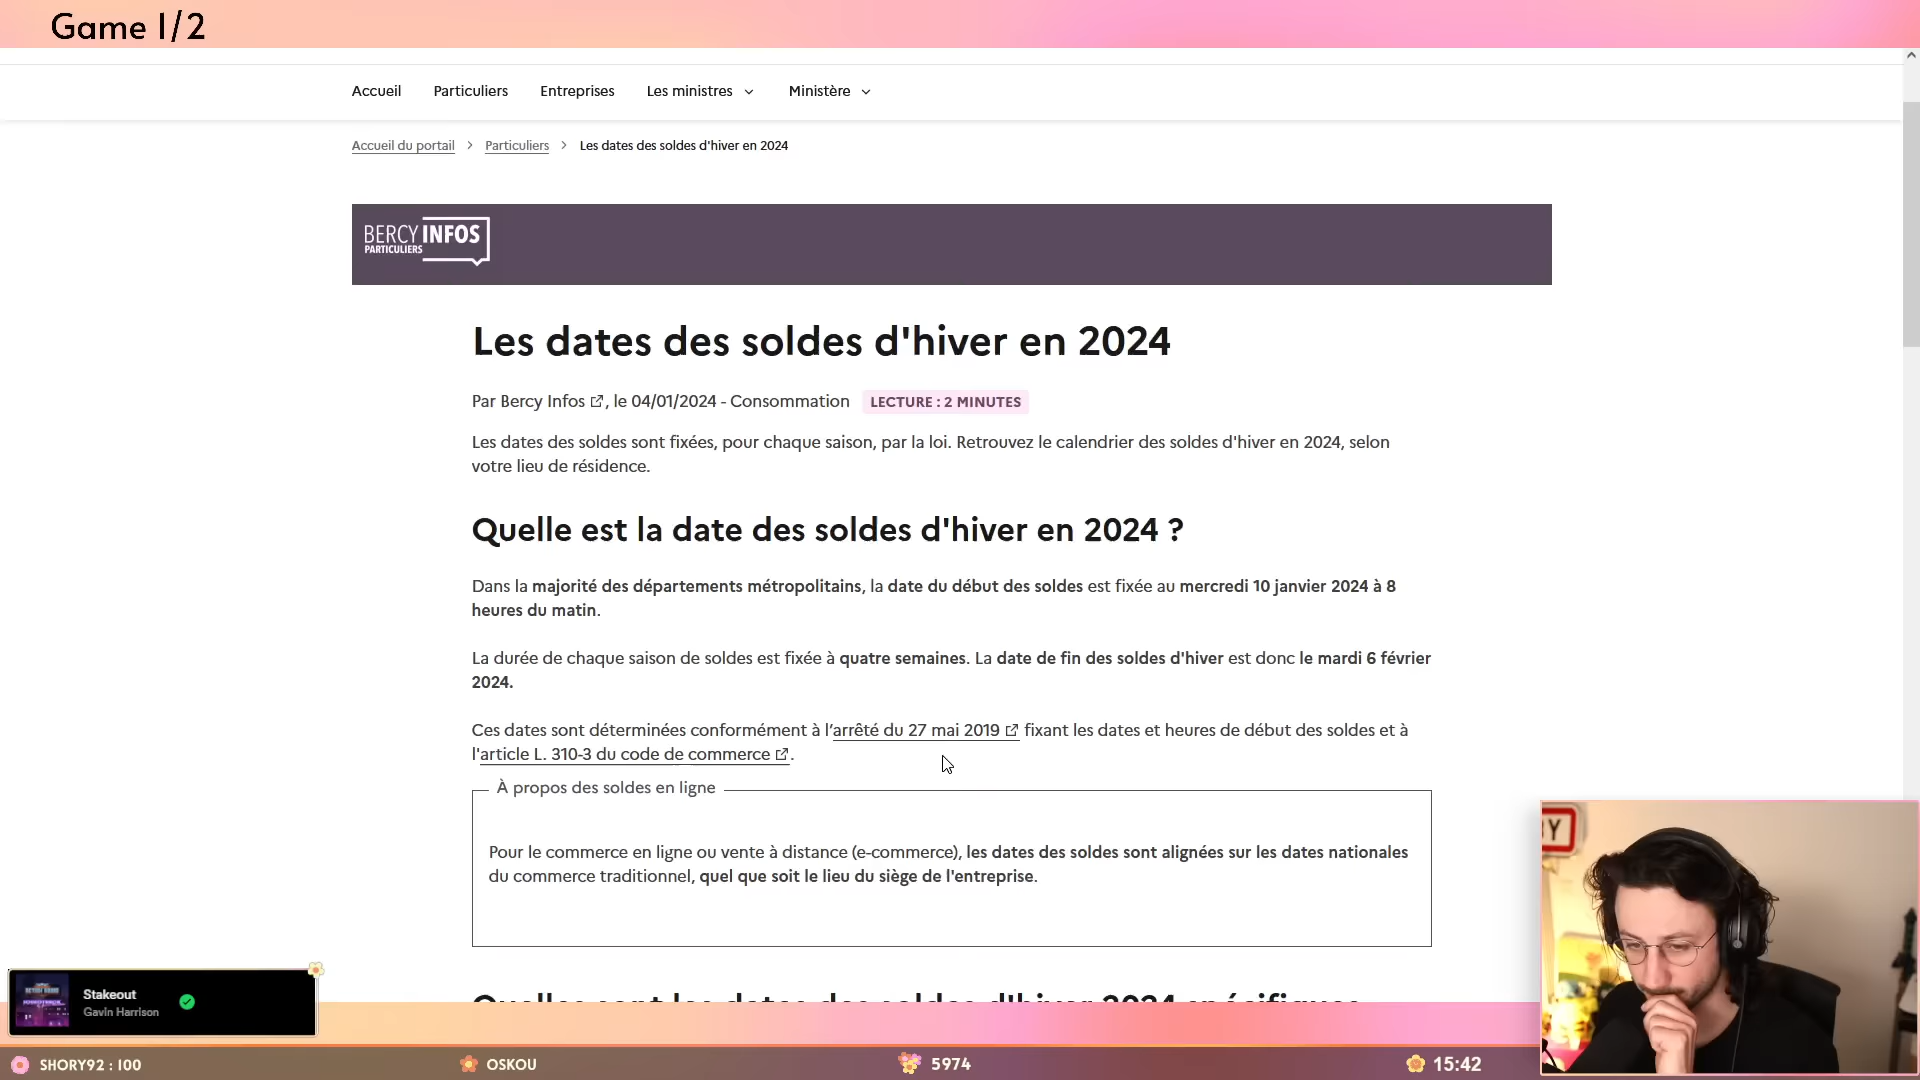 Game 1/2
Accueil Particuliers Entreprises Les ministres Ministère
Accueil du portail > Particuliers > Les dates des soldes d'hiver en 2024
BERCY INFOS
PARTICULIERS
Les dates des soldes d'hiver en 2024
Par Bercy Infos, le 04/01/2024 - Consommation LECTURE : 2 MINUTES
Les dates des soldes sont fixées, pour chaque saison, par la loi. Retrouvez le calendrier des soldes d'hiver en 2024, selon
votre lieu de résidence.
Quelle est la date des soldes d'hiver en 2024 ?
Dans la majorité des départements métropolitains, la date du début des soldes est fixée au mercredi 10 janvier 2024 à 8
heures du matin.
La durée de chaque saison de soldes est fixée à quatre semaines. La date de fin des soldes d'hiver est donc le mardi 6 février
2024.
Ces dates sont déterminées conformément à l’arrêté du 27 mai 2019 fixant les dates et heures de début des soldes et à
l'article L. 310-3 du code de commerce.
À propos des soldes en ligne
Pour le commerce en ligne ou vente à distance (e-commerce), les dates des soldes sont alignées sur les dates nationales
du commerce traditionnel, quel que soit le lieu du siège de l'entreprise.
Quelles sont les dates des soldes d'hiver 2024 spécifiques
Stakeout
Gavin Harrison
SHORY92 : 100 OSKOU 5974 15:42